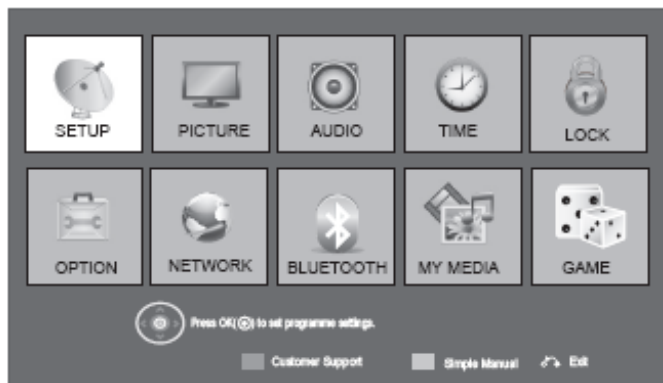 SETUP PICTURE AUDIO TIME LOCK
OPTION NETWORK BLUETOOTH MY MEDIA GAME
Press OK( ) to set programme settings.
Customer Support Simple Manual Exit